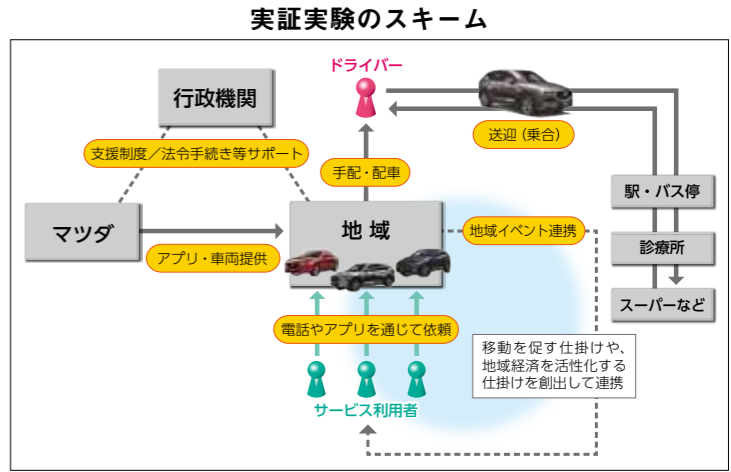 実証実験のスキーム
ドライバー
行政機関
送迎（乗合）
支援制度／法令手続き等サポート
手配・配車
駅・バス停
マツダ
地域
地域イベント連携
診療所
アプリ・車両提供
スーパーなど
電話やアプリを通じて依頼
移動を促す仕掛けや、
地域経済を活性化する
仕掛けを創出して連携
サービス利用者